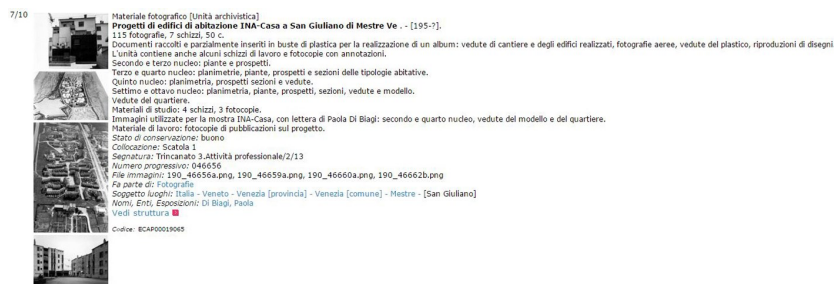 7/10
Materiale fotografico [Unità archivistica]
Progetti di edifici di abitazione INA-Casa a San Giuliano di Mestre Ve . - [195-?].
115 fotografie, 7 schizzi, 50 c.
Documenti raccolti e parzialmente inseriti in buste di plastica per la realizzazione di un album: vedute di cantiere e degli edifici realizzati, fotografie aeree, vedute del plastico, riproduzioni di disegni
L'unità contiene anche alcuni schizzi di lavoro e fotocopie con annotazioni.
Secondo e terzo nucleo: piante e prospetti.
Terzo e quarto nucleo: planimetrie, piante, prospetti e sezioni delle tipologie abitative.
Quinto nucleo: planimetria, prospetti sezioni e vedute.
Settimo e ottavo nucleo: planimetria, piante, prospetti, sezioni, vedute e modello.
Vedute del quartiere.
Materiali di studio: 4 schizzi, 3 fotocopie.
Immagini utilizzate per la mostra INA-Casa, con lettera di Paola Di Biagi: secondo e quarto nucleo, vedute del modello e del quartiere.
Materiale di lavoro: fotocopie di pubblicazioni sul progetto.
Stato di conservazione: buono
Collocazione: Scatola 1
Segnatura: Trincanato 3.Attività professionale/2/13
Numero progressivo: 046656
File immagini: 190_46656a.png, 190_46659a.png, 190_46660a.png, 190_46662b.png
Fa parte di: Fotografie
Soggetto luoghi: Italia - Veneto - Venezia [provincia] - Venezia [comune] - Mestre - [San Giuliano]
Nomi, Enti, Esposizioni: Di Biagi, Paola
Vedi struttura
Codice: ECAP00019065